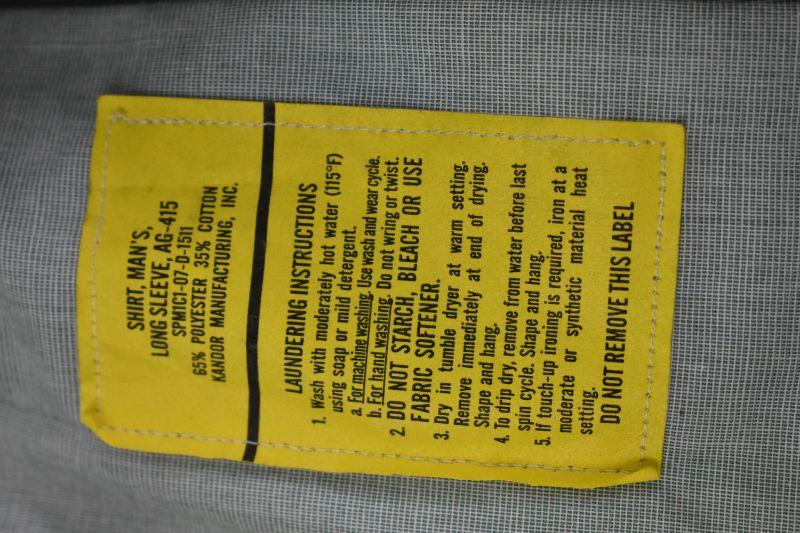 SHIRT, MAN'S,
LONG SLEEVE, AG-415
SPM1C1-07-D-1511
65% POLYESTER 35% COTTON
KANDOR MANUFACTURING, INC.
LAUNDERING INSTRUCTIONS
1. Wash with moderately hot water (115°F)
using soap or mild detergent.
a. For machine washing. Use wash and wear cycle.
b. For hand washing. Do not wring or twist.
2. DO NOT STARCH, BLEACH OR USE
FABRIC SOFTENER.
3. Dry in tumble dryer at warm setting.
Remove immediately at end of drying.
Shape and hang.
4. To drip dry, remove from water before last
spin cycle. Shape and hang.
5. If touch-up ironing is required, iron at a
moderate or synthetic material heat
setting.
DO NOT REMOVE THIS LABEL